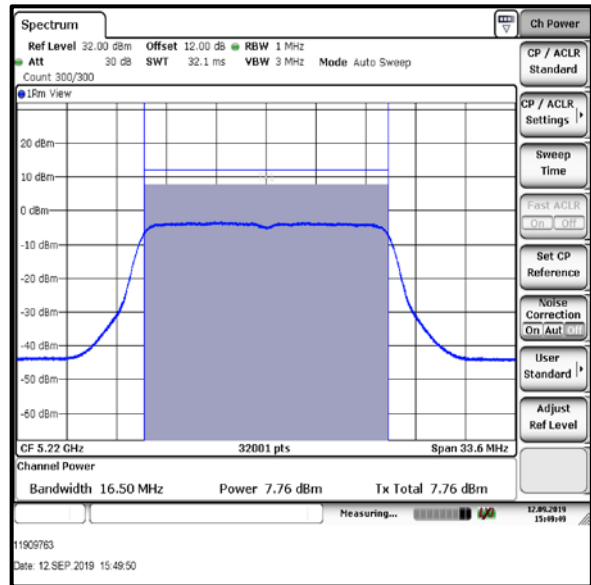 Spectrum
Ref Level 32.00 dBm Offset 12.00 dB RBW 1 MHz
Att 30 dB SWT 32.1 ms VBW 3 MHz Mode Auto Sweep
Count 300/300
1Rm View
20 dBm
10 dBm
0 dBm
-10 dBm
-20 dBm
-30 dBm
-40 dBm
-50 dBm
-60 dBm
CF 5.22 GHz 32001 pts Span 33.6 MHz
Channel Power
Bandwidth 16.50 MHz Power 7.76 dBm Tx Total 7.76 dBm
Measuring... 12.09.2019
15:49:49
Ch Power
CP / ACLR
Standard
CP / ACLR
Settings
Sweep
Time
Fast ACLR
On Off
Set CP
Reference
Noise
Correction
On Aut Off
User
Standard
Adjust
Ref Level
11909763
Date: 12.SEP.2019 15:49:50